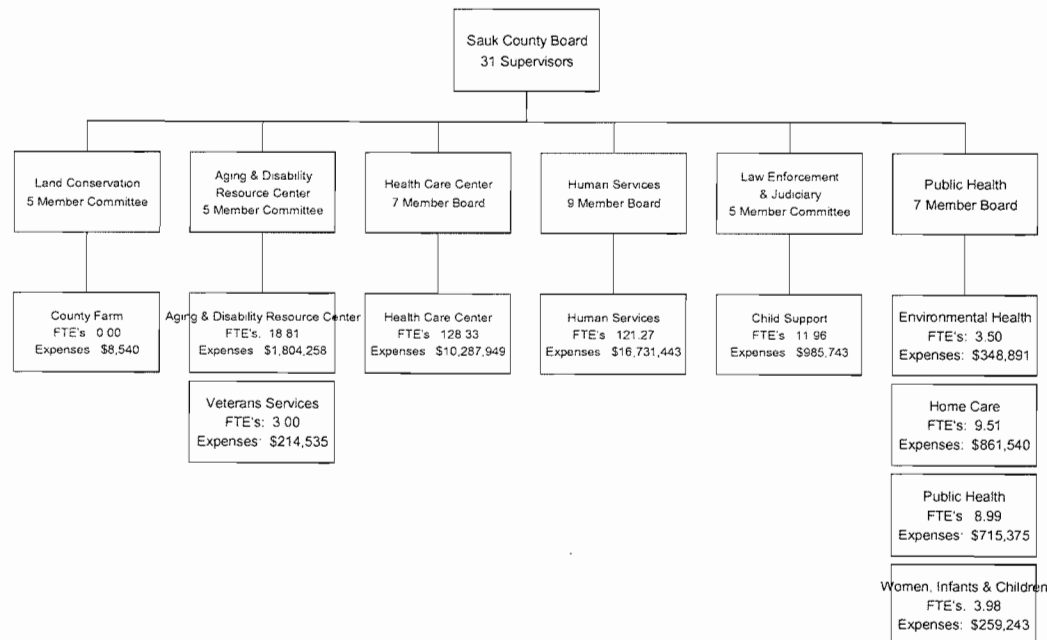 Sauk County Board
31 Supervisors
Land Conservation
5 Member Committee
Aging & Disability
Resource Center
5 Member Committee
Health Care Center
7 Member Board
Human Services
9 Member Board
Law Enforcement
& Judiciary
5 Member Committee
Public Health
7 Member Board
County Farm
FTE's 0.00
Expenses $8,540
Aging & Disability Resource Center
FTE's. 18.81
Expenses $1,804,258
Veterans Services
FTE's: 3.00
Expenses: $214,535
Health Care Center
FTE's 128.33
Expenses $10,287,949
Human Services
FTE's 121.27
Expenses $16,731,443
Child Support
FTE's 11.96
Expenses $985,743
Environmental Health
FTE's: 3.50
Expenses: $348,891
Home Care
FTE's: 9.51
Expenses: $861,540
Public Health
FTE's 8.99
Expenses: $715,375
Women, Infants & Children
FTE's. 3.98
Expenses: $259,243